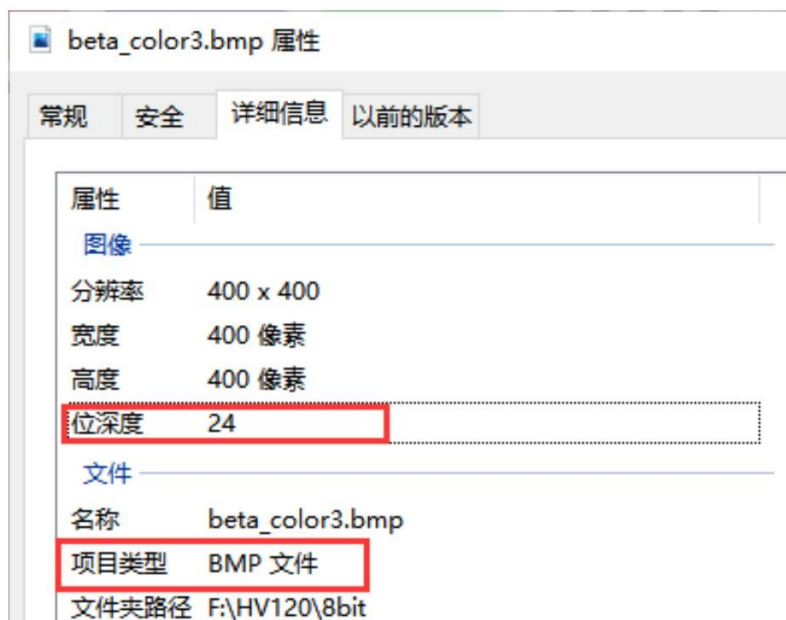 beta_color3.bmp 属性
常规 安全 详细信息 以前的版本
属性 值
图像
分辨率 400 x 400
宽度 400 像素
高度 400 像素
位深度 24
文件
名称 beta_color3.bmp
项目类型 BMP 文件
文件夹路径 F:\HV120\8bit